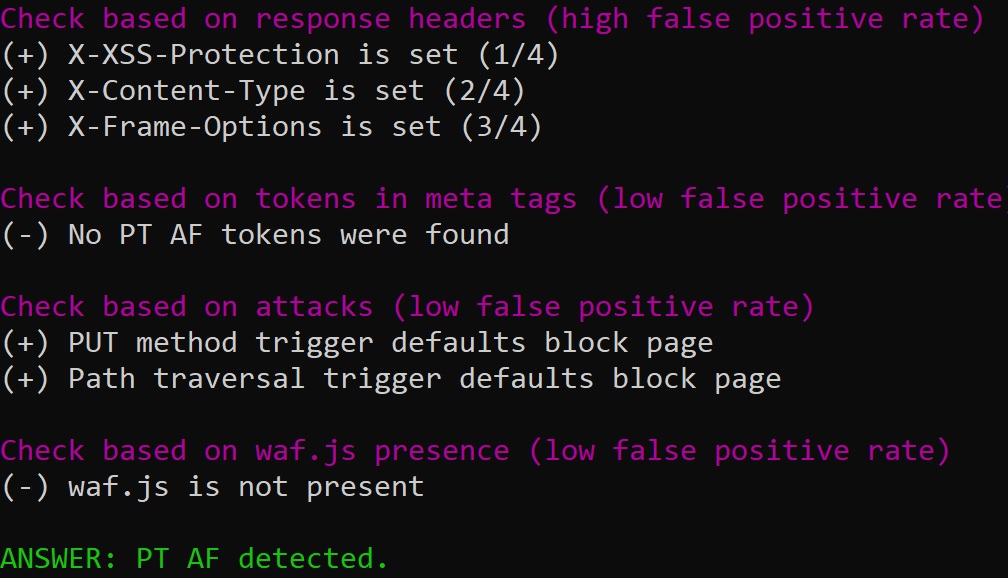 Check based on response headers (high false positive rate)
(+) X-XSS-Protection is set (1/4)
(+) X-Content-Type is set (2/4)
(+) X-Frame-Options is set (3/4)
Check based on tokens in meta tags (low false positive rate
(-) No PT AF tokens were found
Check based on attacks (low false positive rate)
(+) PUT method trigger defaults block page
(+) Path traversal trigger defaults block page
Check based on waf.js presence (low false positive rate)
(-) waf.js is not present
ANSWER: PT AF detected.